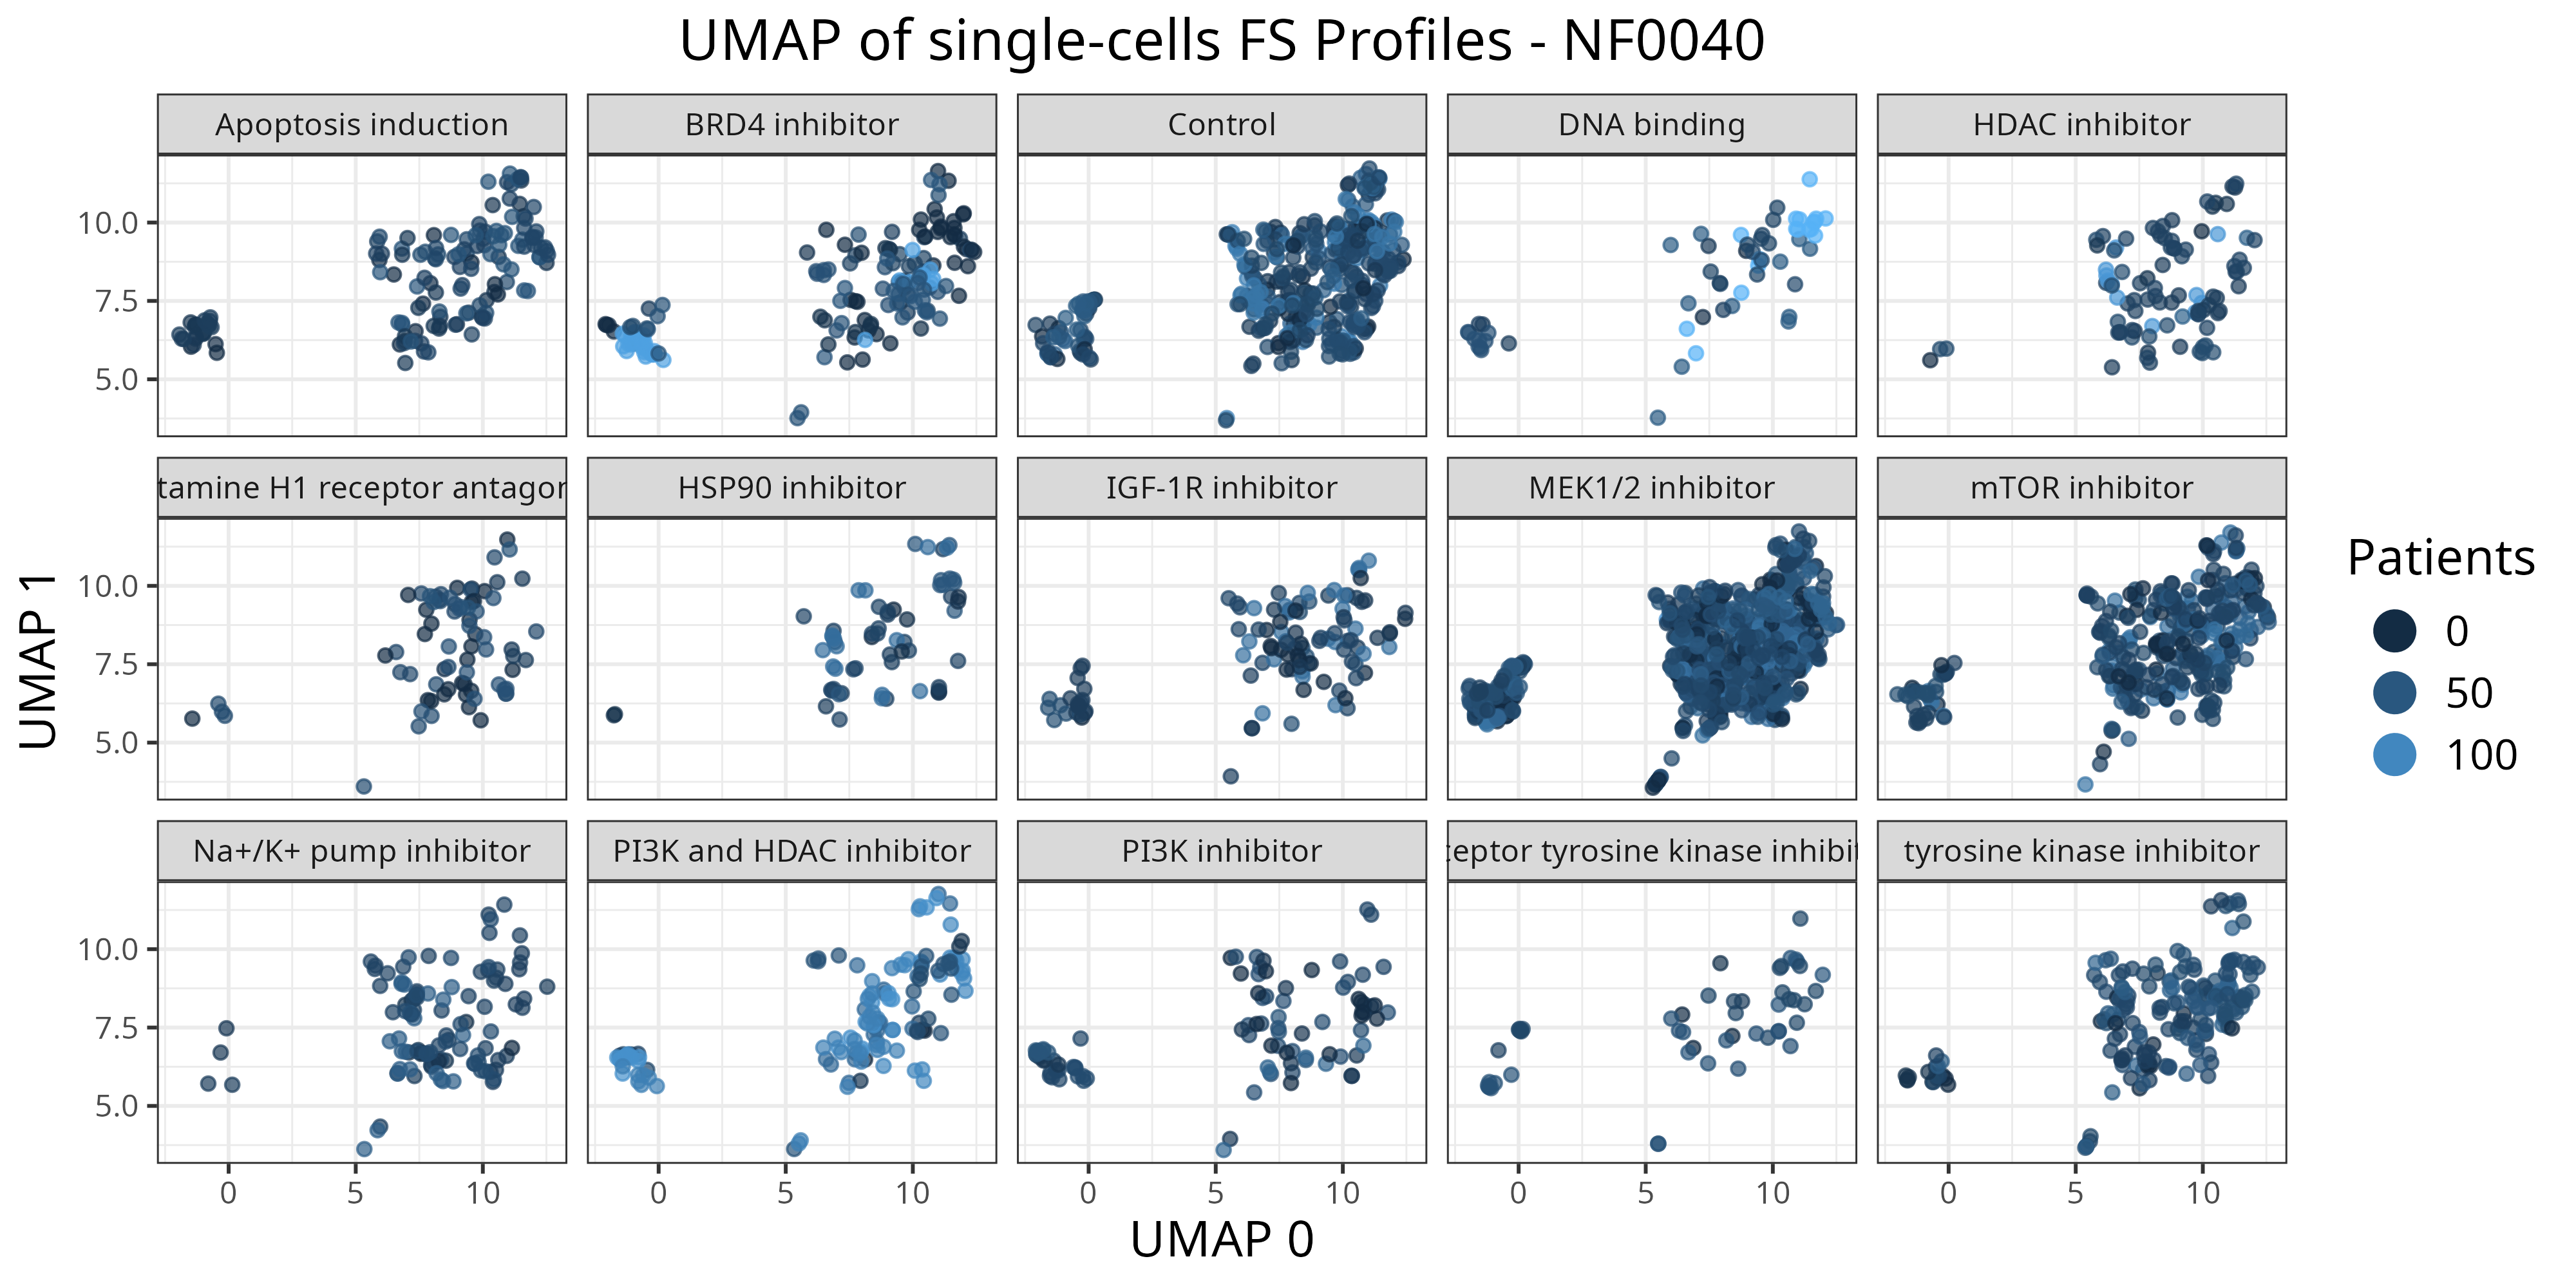 UMAP of single-cells FS Profiles - NF0040
Apoptosis induction
BRD4 inhibitor
Control
DNA binding
HDAC inhibitor
10.0
7.5
5.0
tamine H1 receptor antagor
HSP90 inhibitor
IGF-1R inhibitor
MEK1/2 inhibitor
mTOR inhibitor
10.0
7.5
5.0
Na+/K+ pump inhibitor
PI3K and HDAC inhibitor
PI3K inhibitor
ceptor tyrosine kinase inhibit
tyrosine kinase inhibitor
10.0
7.5
5.0
0 5 10
0 5 10
0 5 10
0 5 10
0 5 10
UMAP 0
UMAP 1
Patients
0
50
100